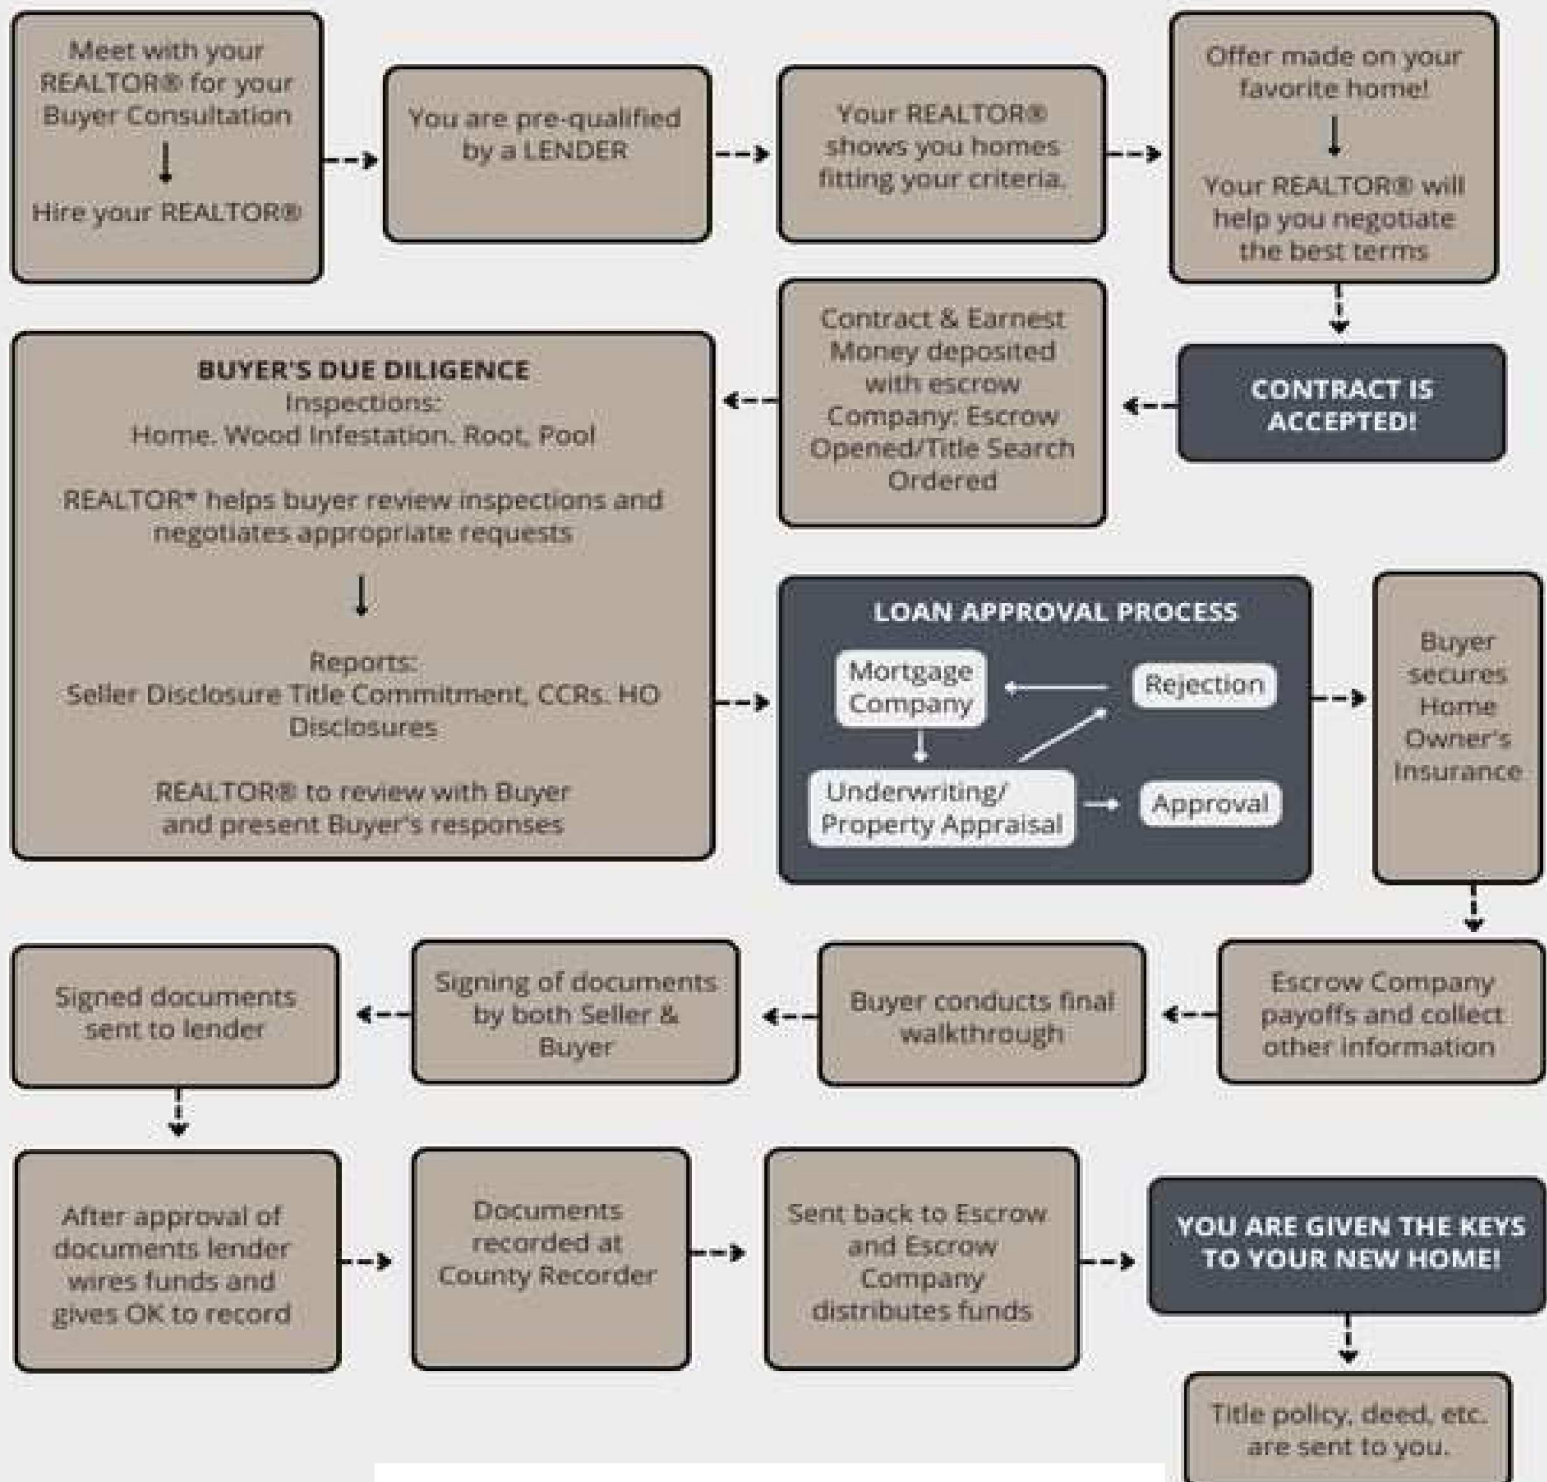 Meet with your
REALTOR® for your
Buyer Consultation
Hire your REALTOR®
You are pre-qualified
by a LENDER
Your REALTOR®
shows you homes
fitting your criteria.
Offer made on your
favorite home!
Your REALTOR® will
help you negotiate
the best terms
CONTRACT IS
ACCEPTED!
Contract & Earnest
Money deposited
with escrow
Company: Escrow
Opened/Title Search
Ordered
BUYER'S DUE DILIGENCE
Inspections:
Home. Wood Infestation. Root, Pool
REALTOR* helps buyer review inspections and
negotiates appropriate requests
Reports:
Seller Disclosure Title Commitment, CCRs. HO
Disclosures
REALTOR® to review with Buyer
and present Buyer's responses
LOAN APPROVAL PROCESS
Mortgage
Company
Rejection
Underwriting/
Property Appraisal
Approval
Buyer
secures
Home
Owner's
Insurance
Escrow Company
payoffs and collect
other information
Buyer conducts final
walkthrough
Signing of documents
by both Seller &
Buyer
Signed documents
sent to lender
After approval of
documents lender
wires funds and
gives OK to record
Documents
recorded at
County Recorder
Sent back to Escrow
and Escrow
Company
distributes funds
YOU ARE GIVEN THE KEYS
TO YOUR NEW HOME!
Title policy, deed, etc.
are sent to you.